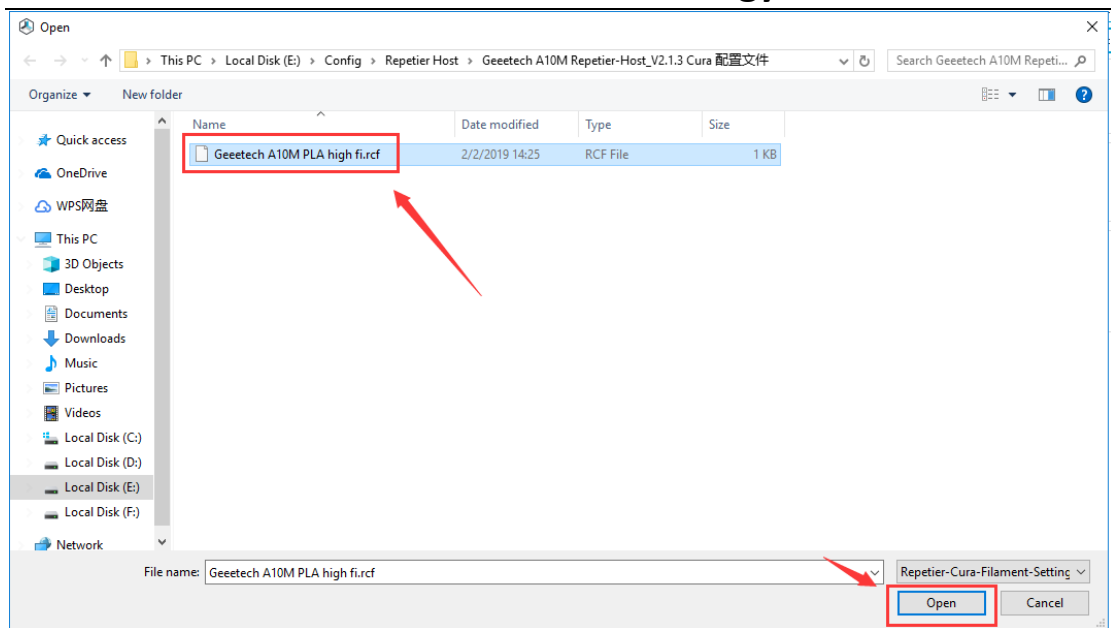 Open
This PC > Local Disk (E:) > Config > Repetier Host > Geeetech A10M Repetier-Host_V2.1.3 Cura 配置文件
Search Geeetech A10M Repeti...
Organize
New folder
Name
Date modified
Type
Size
Geeetech A10M PLA high fi.rcf
2/2/2019 14:25
RCF File
1 KB
Quick access
OneDrive
WPS网盘
This PC
3D Objects
Desktop
Documents
Downloads
Music
Pictures
Videos
Local Disk (C:)
Local Disk (D:)
Local Disk (E:)
Local Disk (F:)
Network
File name: Geeetech A10M PLA high fi.rcf
Repetier-Cura-Filament-Setting
Open
Cancel